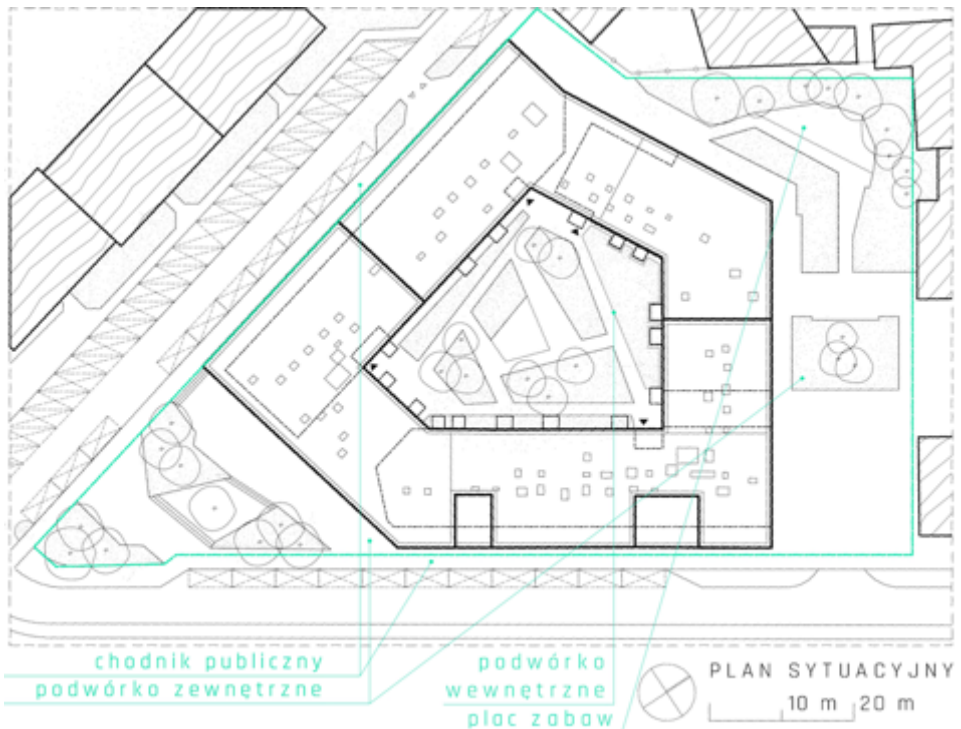 chodnik publiczny
podwórko zewnętrzne
podwórko
wewnętrzne
plac zabaw
PLAN SYTUACYJNY
10 m 20 m